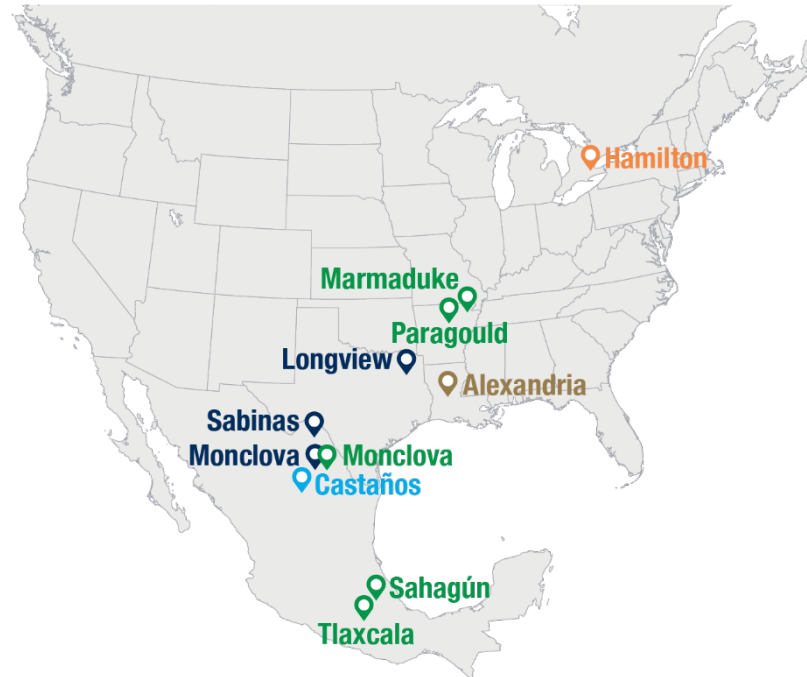 Hamilton
Marmaduke
Paragould
Longview
Alexandria
Sabinas
Monclova
Monclova
Castaños
Sahagún
Tlaxcala